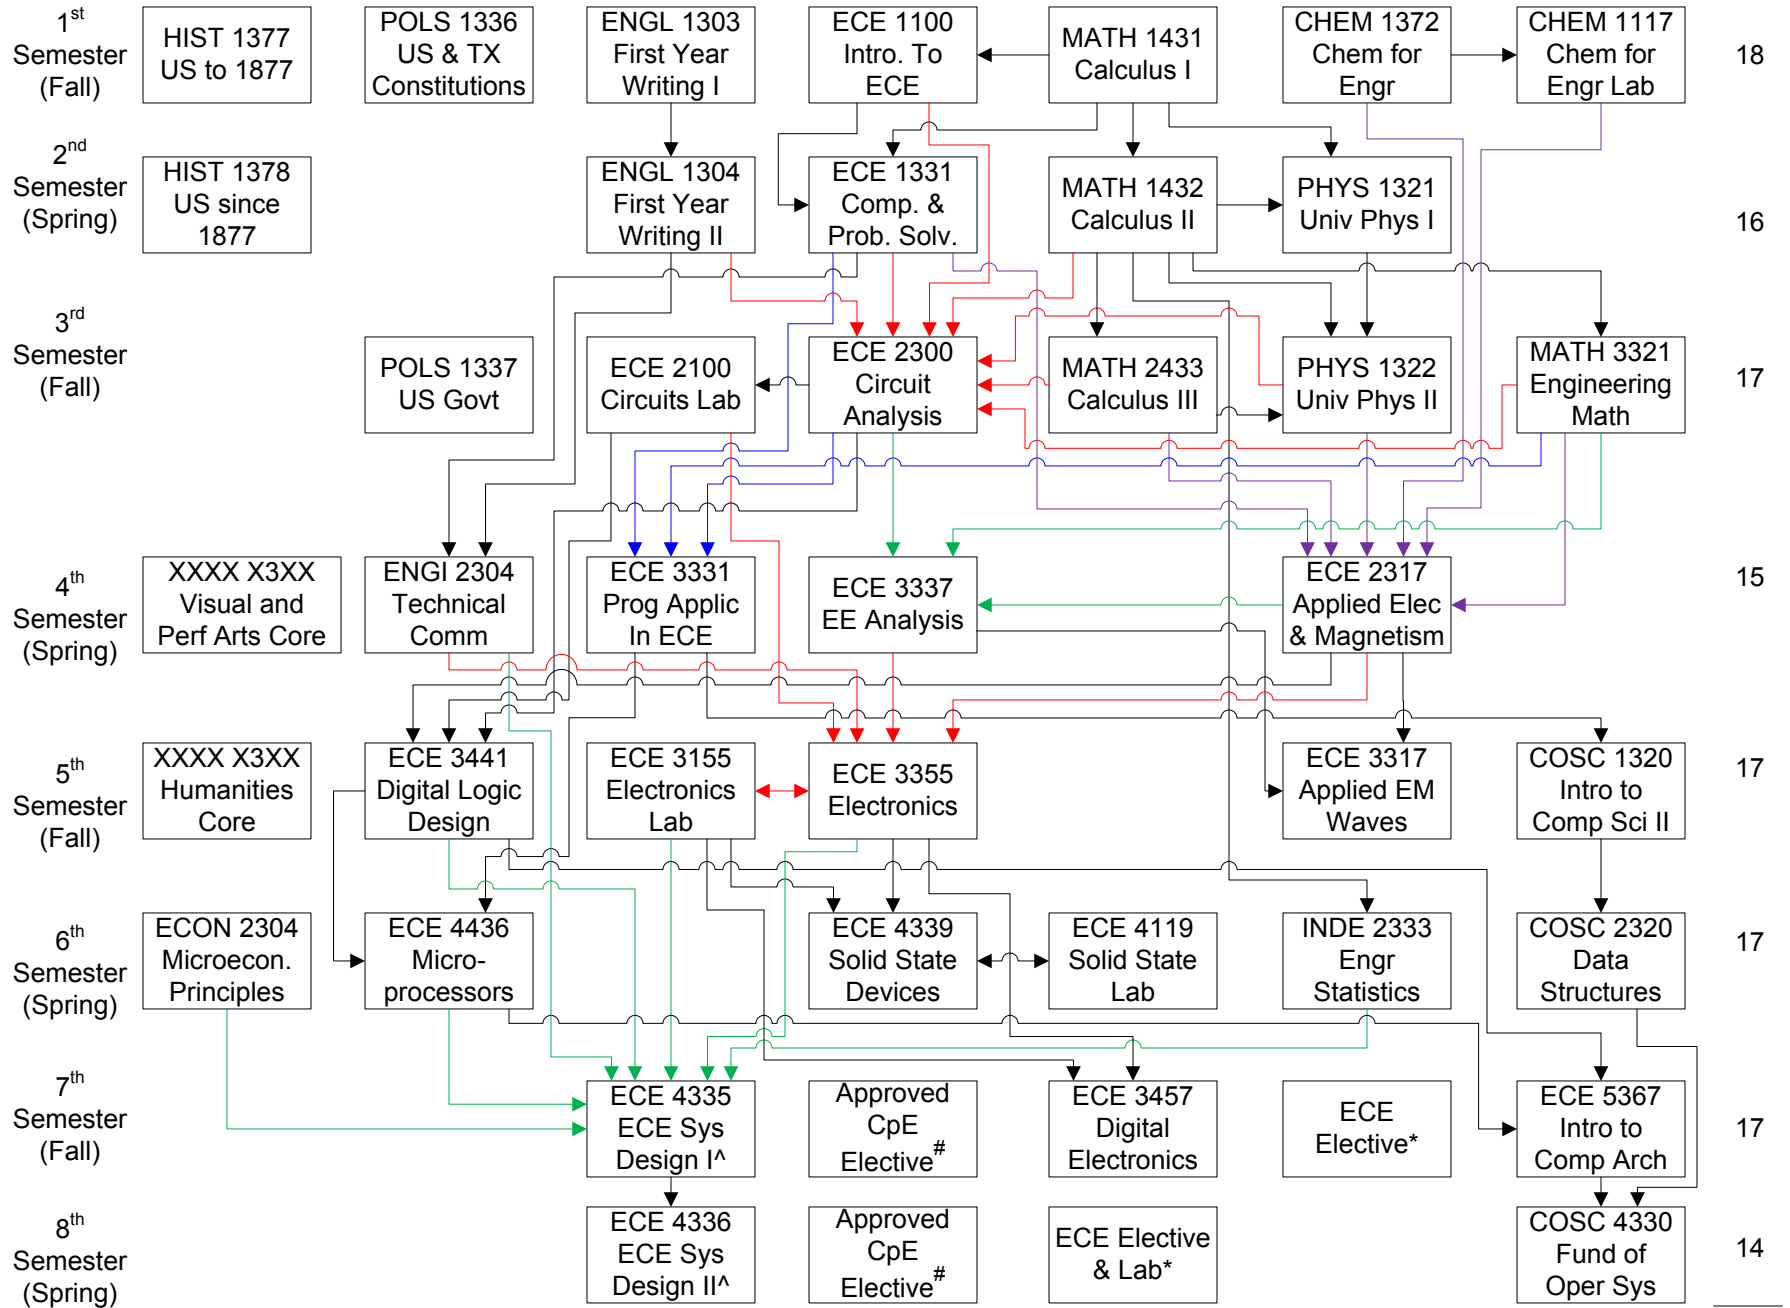 1st
Semester
(Fall)
HIST 1377
US to 1877
POLS 1336
US & TX
Constitutions
ENGL 1303
First Year
Writing I
ECE 1100
Intro. To
ECE
MATH 1431
Calculus I
CHEM 1372
Chem for
Engr
CHEM 1117
Chem for
Engr Lab
18
2nd
Semester
(Spring)
HIST 1378
US since
1877
ENGL 1304
First Year
Writing II
ECE 1331
Comp. &
Prob. Solv.
MATH 1432
Calculus II
PHYS 1321
Univ Phys I
16
3rd
Semester
(Fall)
POLS 1337
US Govt
ECE 2100
Circuits Lab
ECE 2300
Circuit
Analysis
MATH 2433
Calculus III
PHYS 1322
Univ Phys II
MATH 3321
Engineering
Math
17
4th
Semester
(Spring)
XXXX X3XX
Visual and
Perf Arts Core
ENGI 2304
Technical
Comm
ECE 3331
Prog Applic
In ECE
ECE 3337
EE Analysis
ECE 2317
Applied Elec
& Magnetism
15
5th
Semester
(Fall)
XXXX X3XX
Humanities
Core
ECE 3441
Digital Logic
Design
ECE 3155
Electronics
Lab
ECE 3355
Electronics
ECE 3317
Applied EM
Waves
COSC 1320
Intro to
Comp Sci II
17
6th
Semester
(Spring)
ECON 2304
Microecon.
Principles
ECE 4436
Micro-
processors
ECE 4339
Solid State
Devices
ECE 4119
Solid State
Lab
INDE 2333
Engr
Statistics
COSC 2320
Data
Structures
17
7th
Semester
(Fall)
ECE 4335
ECE Sys
Design I^
Approved
CpE
Elective#
ECE 3457
Digital
Electronics
ECE
Elective*
ECE 5367
Intro to
Comp Arch
17
8th
Semester
(Spring)
ECE 4336
ECE Sys
Design II^
Approved
CpE
Elective#
ECE Elective
& Lab*
COSC 4330
Fund of
Oper Sys
14